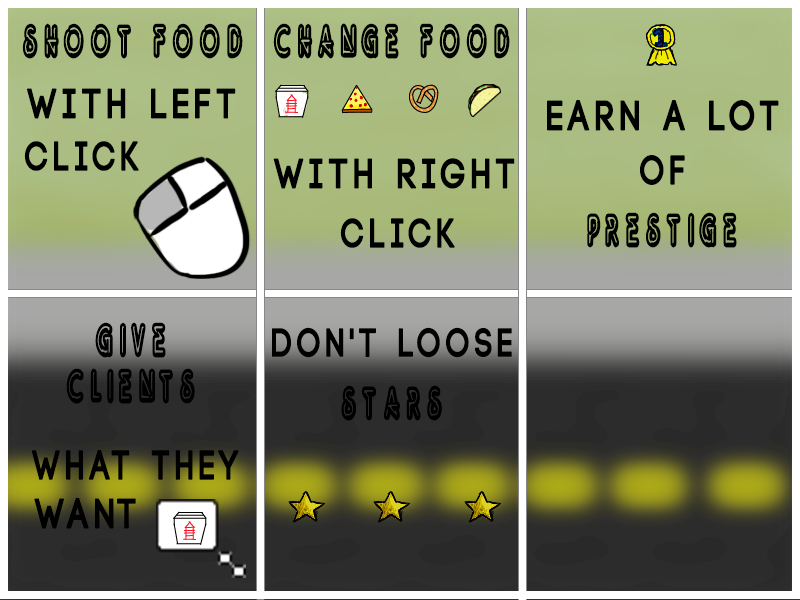 SHOOT FOOD
WITH LEFT
CLICK
CHANGE FOOD
WITH RIGHT
CLICK
1
EARN A LOT
OF
PRESTIGE
GIVE
CLIENTS
WHAT THEY
WANT
DON'T LOOSE
STARS